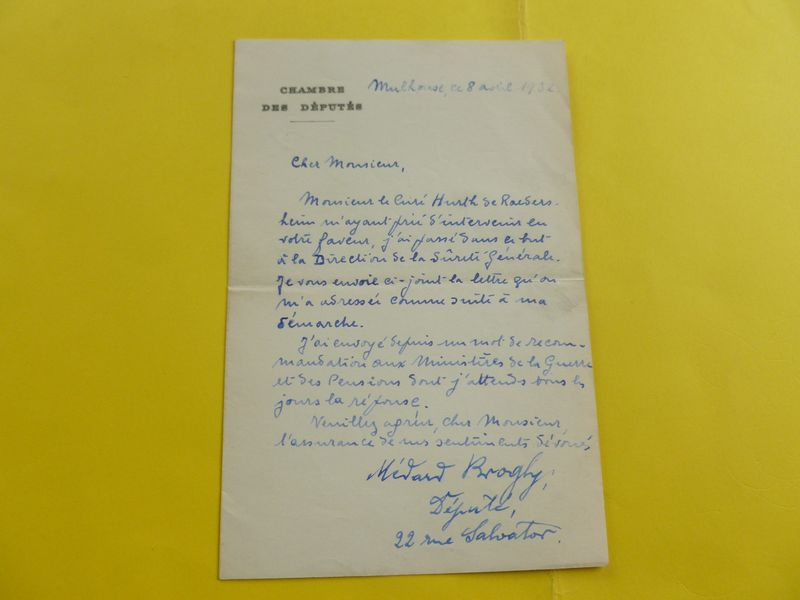 CHAMBRE
DES DÉPUTÉS
Mulhouse, ce 8 avril 1932.
Cher Monsieur,
Monsieur le Curé Hurth de Raeders-
heim m'ayant prié d'intervenir en
votre faveur, j'ai passé dans ce but
à la Direction de la Sûreté Générale.
Je vous envoie ci-joint la lettre qu'on
m'a adressée comme suite à ma
démarche.
J'ai envoyé depuis un mot de recom-
mandation aux Ministères de la Guerre
et des Pensions dont j'attends tous les
jours la réponse.
Veuillez agréer, cher Monsieur,
l'assurance de mes sentiments dévoués,
Médard Brogly,
Député,
22 rue Salvator.